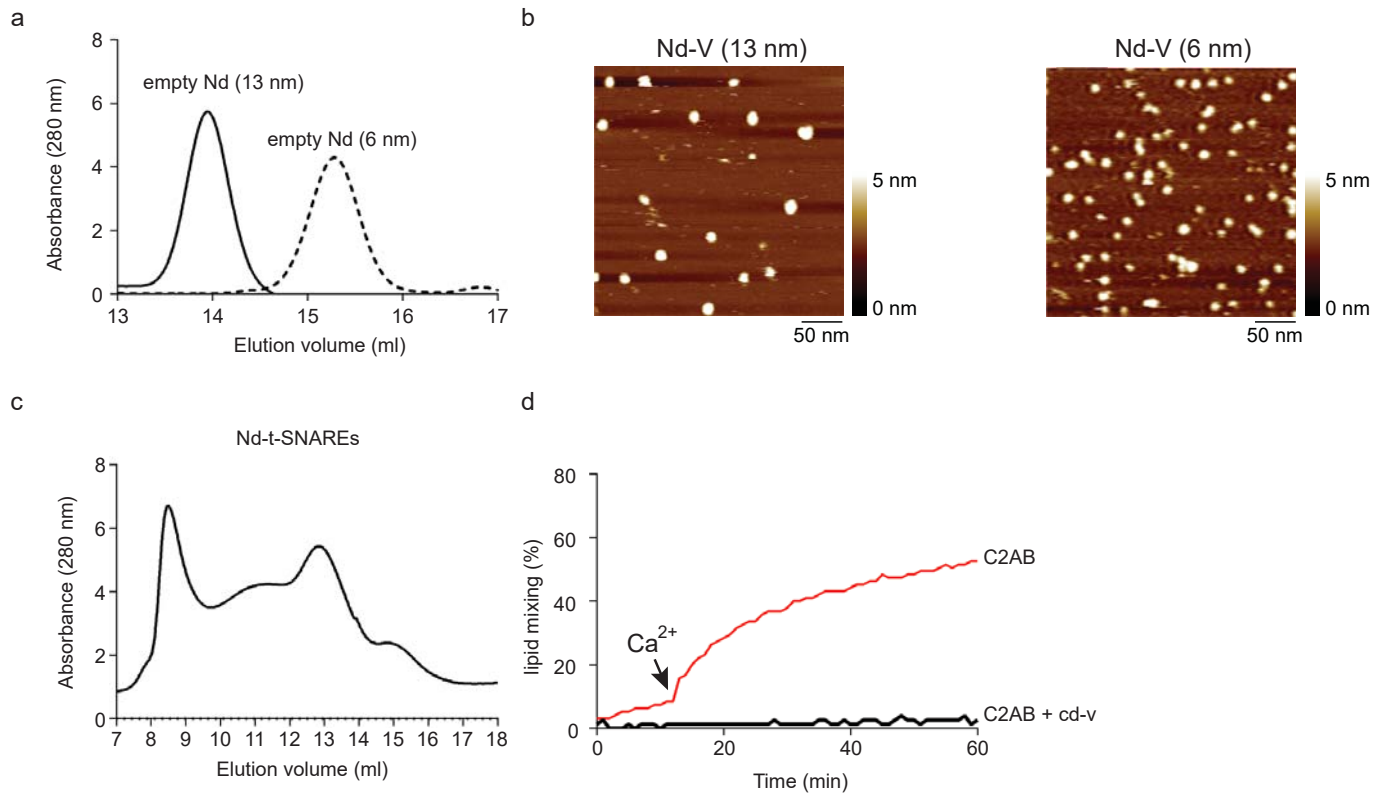 a
Absorbance (280 nm)
8
6
4
2
0
empty Nd (13 nm)
empty Nd (6 nm)
13 14 15 16 17
Elution volume (ml)
b
Nd-V (13 nm)
5 nm
0 nm
50 nm
Nd-V (6 nm)
5 nm
0 nm
50 nm
c
Nd-t-SNAREs
Absorbance (280 nm)
8
6
4
2
0
7 8 9 10 11 12 13 14 15 16 17 18
Elution volume (ml)
d
lipid mixing (%)
80
60
40
20
0
Ca²⁺
C2AB
C2AB + cd-v
0 20 40 60
Time (min)